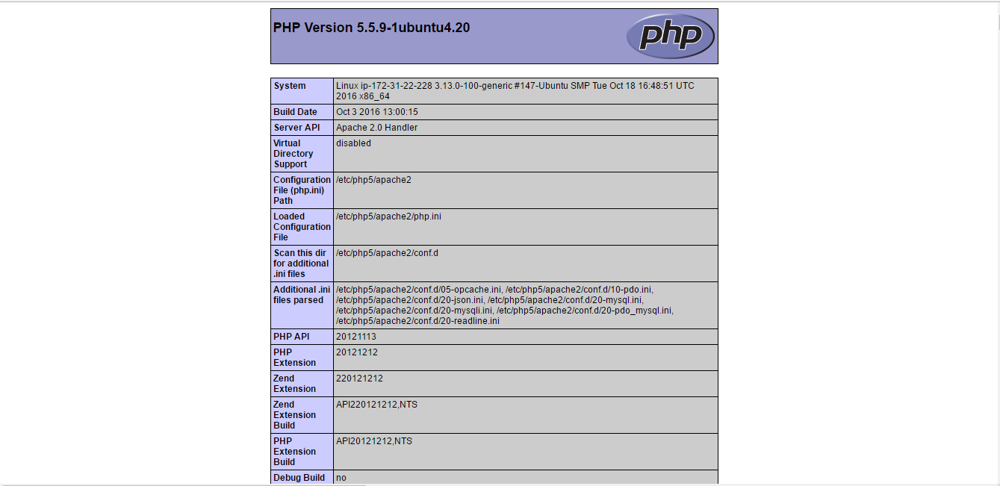 PHP Version 5.5.9-1ubuntu4.20
php
System
Linux ip-172-31-22-228 3.13.0-100-generic #147-Ubuntu SMP Tue Oct 18 16:48:51 UTC
2016 x86_64
Build Date
Oct 3 2016 13:00:15
Server API
Apache 2.0 Handler
Virtual
Directory
Support
disabled
Configuration
File (php.ini)
Path
/etc/php5/apache2
Loaded
Configuration
File
/etc/php5/apache2/php.ini
Scan this dir
for additional
.ini files
/etc/php5/apache2/conf.d
Additional .ini
files parsed
/etc/php5/apache2/conf.d/05-opcache.ini, /etc/php5/apache2/conf.d/10-pdo.ini,
/etc/php5/apache2/conf.d/20-json.ini, /etc/php5/apache2/conf.d/20-mysql.ini,
/etc/php5/apache2/conf.d/20-mysqli.ini, /etc/php5/apache2/conf.d/20-pdo_mysql.ini,
/etc/php5/apache2/conf.d/20-readline.ini
PHP API
20121113
PHP
Extension
20121212
Zend
Extension
220121212
Zend
Extension
Build
API220121212,NTS
PHP
Extension
Build
API20121212,NTS
Debug Build
no